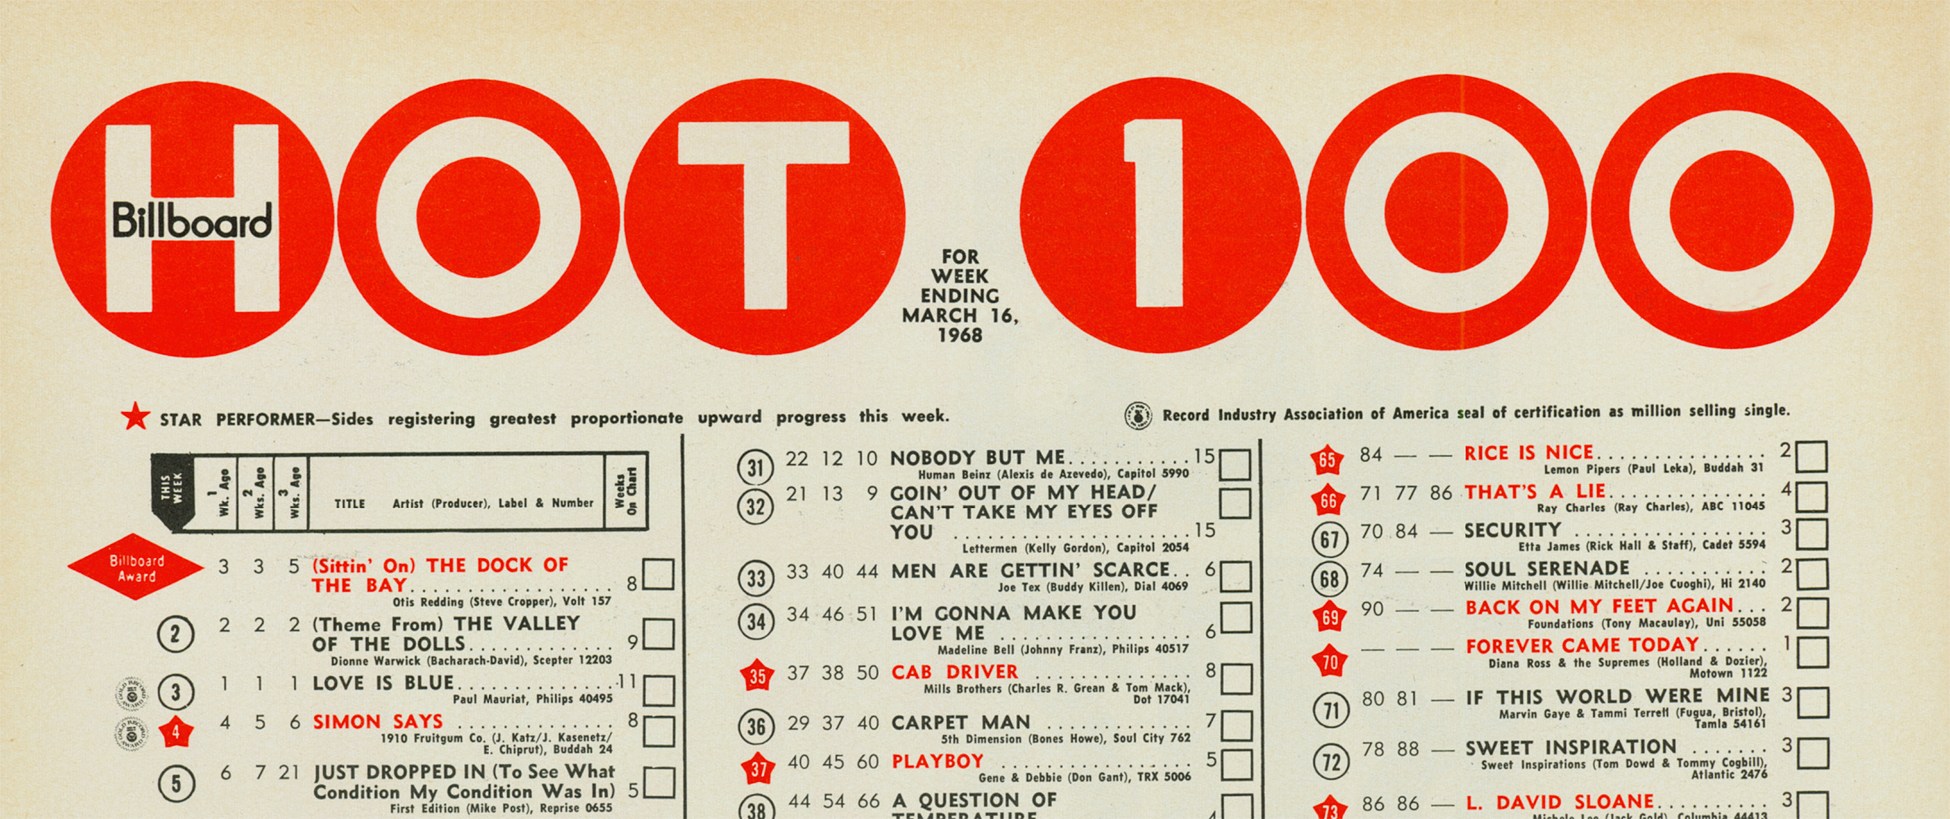 HOT 100
Billboard
FOR
WEEK
ENDING
MARCH 16,
1968
★ STAR PERFORMER—Sides registering greatest proportionate upward progress this week.
Record Industry Association of America seal of certification as million selling single.
THIS WEEK
1 Wk. Ago
2 Wks. Ago
3 Wks. Ago
TITLE Artist (Producer), Label & Number
Weeks On Chart
Billboard
Award
3 3 5 (Sittin' On) THE DOCK OF
THE BAY 8
Otis Redding (Steve Cropper), Volt 157
2 2 2 2 (Theme From) THE VALLEY
OF THE DOLLS 9
Dionne Warwick (Bacharach-David), Scepter 12203
3 1 1 1 LOVE IS BLUE 11
Paul Mauriat, Philips 40495
4 4 5 6 SIMON SAYS 8
1910 Fruitgum Co. (J. Katz/J. Kasenetz/
E. Chiprut), Buddah 24
5 6 7 21 JUST DROPPED IN (To See What
Condition My Condition Was In) 5
First Edition (Mike Post), Reprise 0655
31 22 12 10 NOBODY BUT ME 15
Human Beinz (Alexis de Azevedo), Capitol 5990
32 21 13 9 GOIN' OUT OF MY HEAD/
CAN'T TAKE MY EYES OFF
YOU 15
Lettermen (Kelly Gordon), Capitol 2054
33 33 40 44 MEN ARE GETTIN' SCARCE 6
Joe Tex (Buddy Killen), Dial 4069
34 34 46 51 I'M GONNA MAKE YOU
LOVE ME 6
Madeline Bell (Johnny Franz), Philips 40517
35 37 38 50 CAB DRIVER 8
Mills Brothers (Charles R. Grean & Tom Mack),
Dot 17041
36 29 37 40 CARPET MAN 7
5th Dimension (Bones Howe), Soul City 762
37 40 45 60 PLAYBOY 5
Gene & Debbie (Don Gant), TRX 5006
38 44 54 66 A QUESTION OF
TEMPERATURE 4
65 84 — — RICE IS NICE 2
Lemon Pipers (Paul Leka), Buddah 31
66 71 77 86 THAT'S A LIE 4
Ray Charles (Ray Charles), ABC 11045
67 70 84 — SECURITY 3
Etta James (Rick Hall & Staff), Cadet 5594
68 74 — — SOUL SERENADE 2
Willie Mitchell (Willie Mitchell/Joe Cuoghi), Hi 2140
69 90 — — BACK ON MY FEET AGAIN 2
Foundations (Tony Macaulay), Uni 55058
70 — — — FOREVER CAME TODAY 1
Diana Ross & the Supremes (Holland & Dozier),
Motown 1122
71 80 81 — IF THIS WORLD WERE MINE 3
Marvin Gaye & Tammi Terrell (Fugua, Bristol),
Tamla 54161
72 78 88 — SWEET INSPIRATION 3
Sweet Inspirations (Tom Dowd & Tommy Cogbill),
Atlantic 2476
73 86 86 — L. DAVID SLOANE 3
Michele Lee (Jack Gold), Columbia 44413